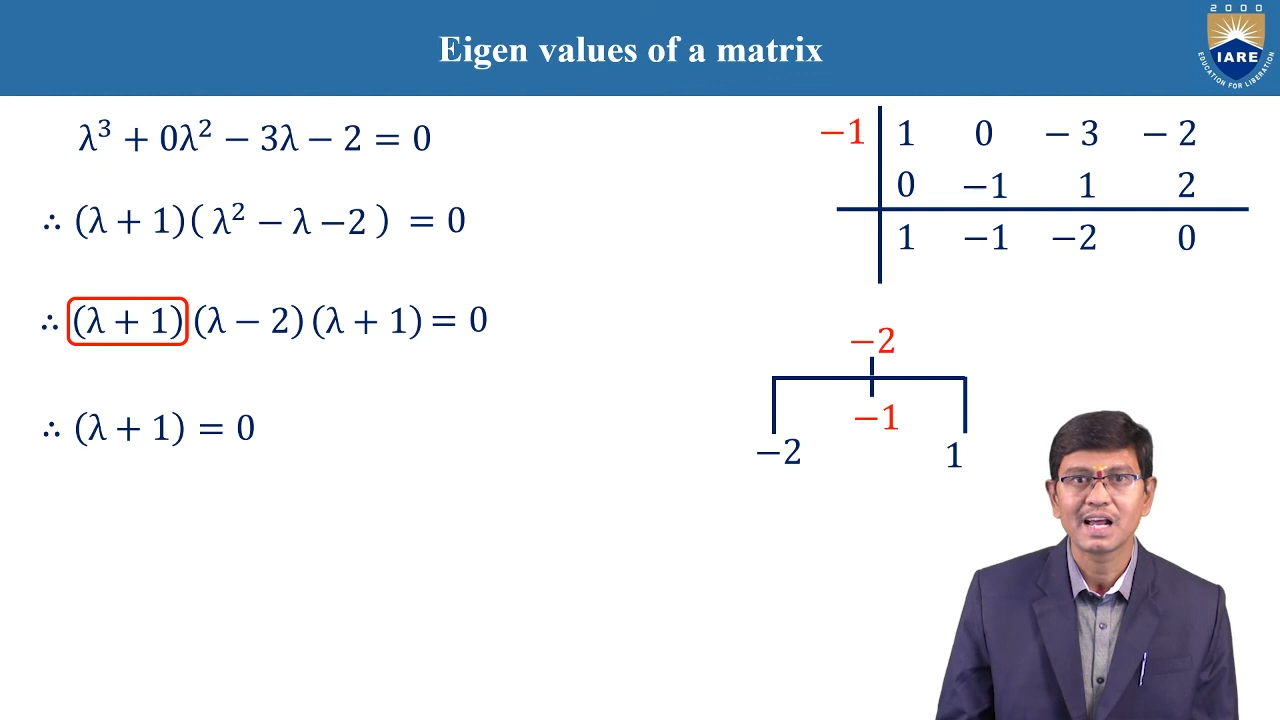 Eigen values of a matrix
2000
IARE
EDUCATION FOR LIBERATION
λ³ + 0λ² − 3λ − 2 = 0
∴ (λ + 1)( λ² − λ −2 ) = 0
∴ (λ + 1)(λ − 2)(λ + 1) = 0
∴ (λ + 1) = 0
−1 1 0 − 3 − 2
0 −1 1 2
1 −1 −2 0
−2
−1
−2 1